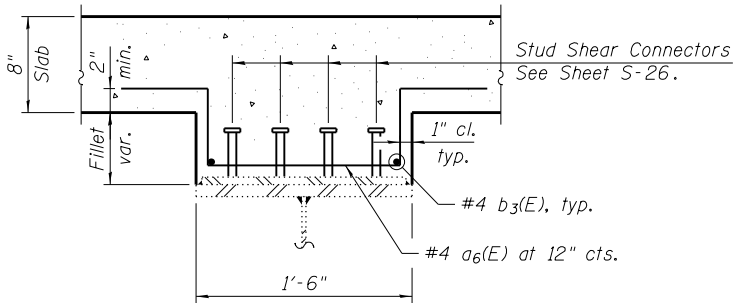 8"
Slab
2"
min.
Stud Shear Connectors
See Sheet S-26.
Fillet
var.
1" cl.
typ.
#4 b3(E), typ.
#4 a6(E) at 12" cts.
1'-6"